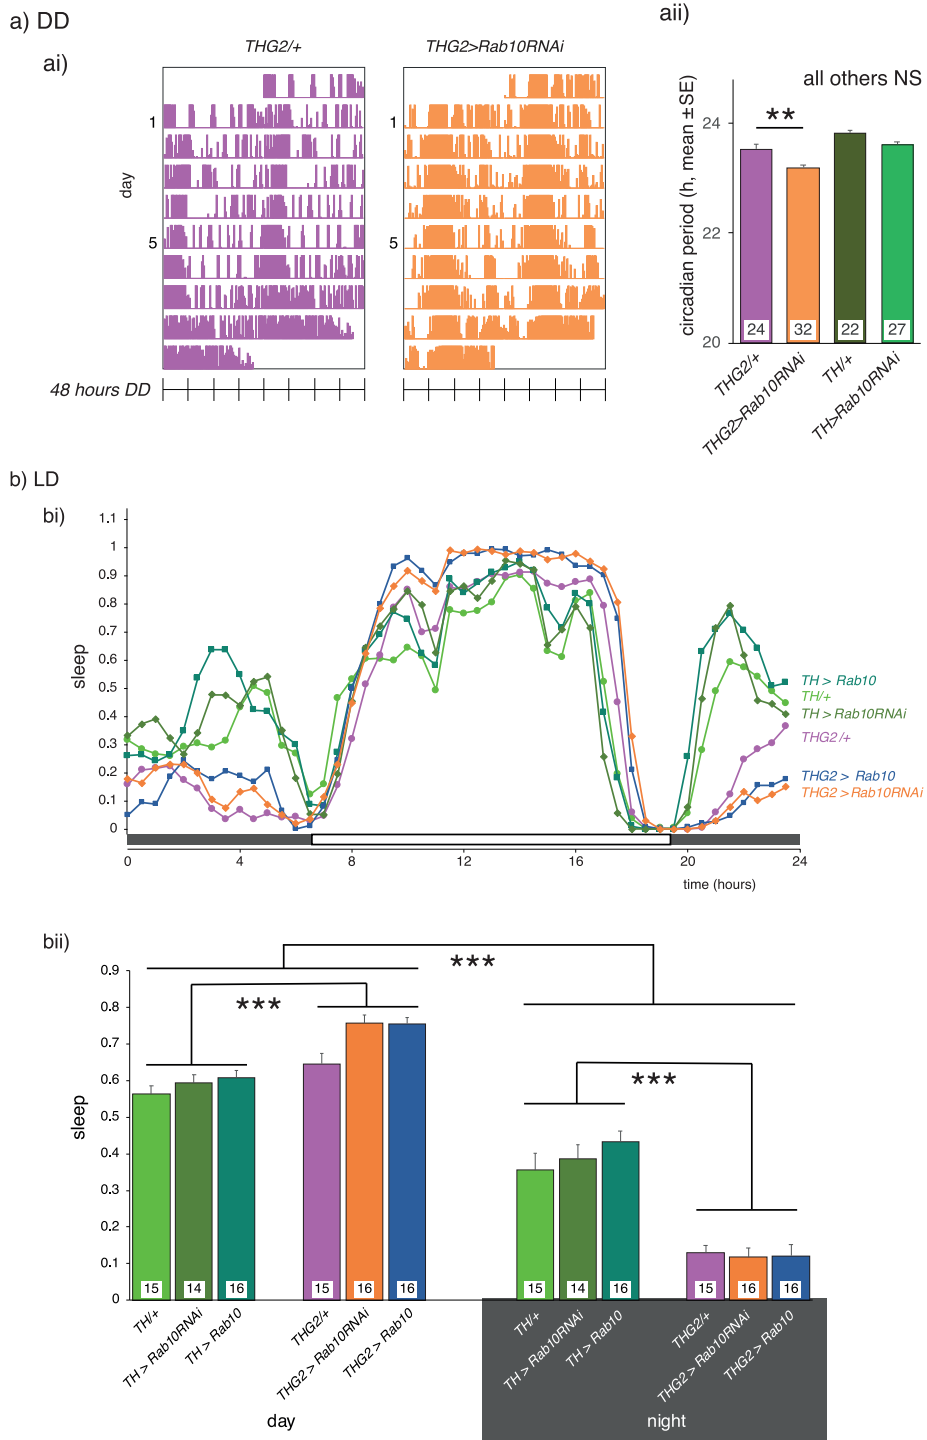 a) DD
aii)
THG2/+
THG2>Rab10RNAi
ai)
all others NS
1
5
day
1
5
48 hours DD
circadian period (h, mean ±SE)
24
22
20
**
24
32
22
27
THG2/+
THG2>Rab10RNAi
TH/+
TH>Rab10RNAi
b) LD
bi)
sleep
1.1
1
0.9
0.8
0.7
0.6
0.5
0.4
0.3
0.2
0.1
0
TH > Rab10
TH/+
TH > Rab10RNAi
THG2 /+
THG2 > Rab10
THG2 > Rab10RNAi
0
4
8
12
16
20
24
time (hours)
bii)
sleep
0.9
0.8
0.7
0.6
0.5
0.4
0.3
0.2
0.1
0
***
***
***
15
14
16
15
16
16
15
14
16
15
16
16
TH/+
TH > Rab10RNAi
TH > Rab10
THG2/+
THG2 > Rab10RNAi
THG2 > Rab10
TH/+
TH > Rab10RNAi
TH > Rab10
THG2/+
THG2 > Rab10RNAi
THG2 > Rab10
day
night